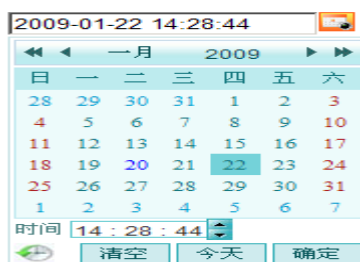 2009-01-22 14:28:44
一月 2009
日 一 二 三 四 五 六
28 29 30 31 1 2 3
4 5 6 7 8 9 10
11 12 13 14 15 16 17
18 19 20 21 22 23 24
25 26 27 28 29 30 31
1 2 3 4 5 6 7
时间 14 : 28 : 44
清空 今天 确定